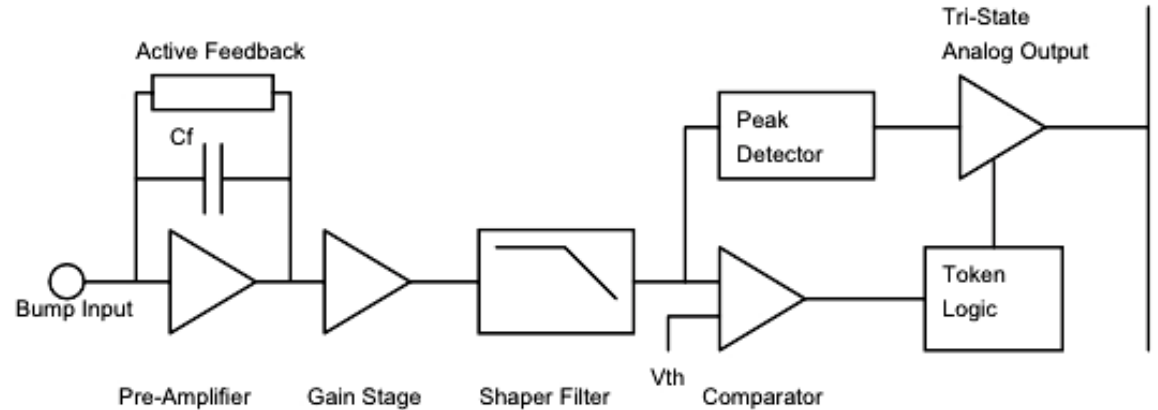 Tri-State
Analog Output
Active Feedback
Cf
Peak
Detector
Bump Input
Token
Logic
Vth
Pre-Amplifier
Gain Stage
Shaper Filter
Comparator